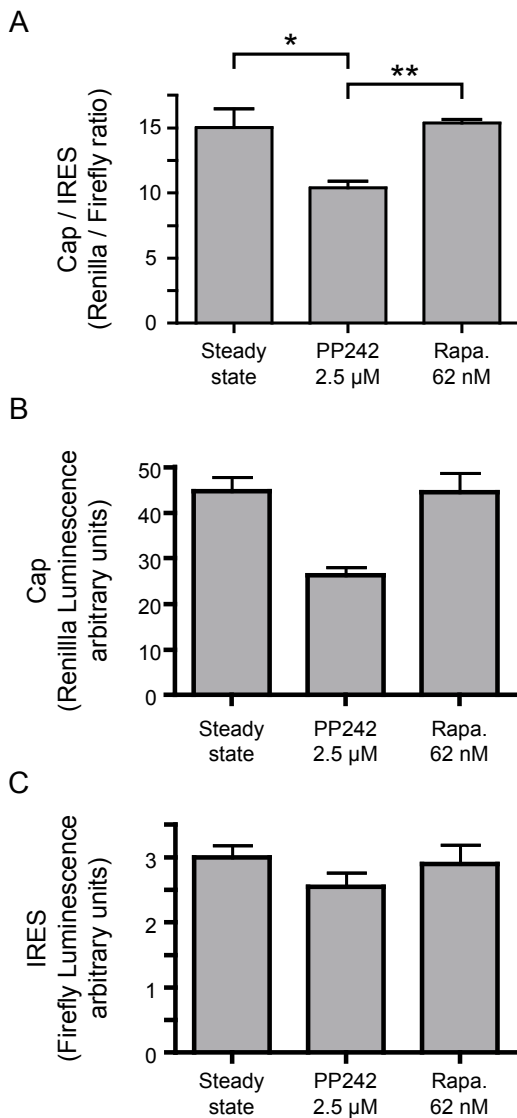 A
*
**
Cap / IRES
(Renilla / Firefly ratio)
15
10
5
0
Steady
state
PP242
2.5 µM
Rapa.
62 nM
B
Cap
(Renillla Luminescence
arbitrary units)
50
40
30
20
10
0
Steady
state
PP242
2.5 µM
Rapa.
62 nM
C
IRES
(Firefly Luminescence
arbitrary units)
3
2
1
0
Steady
state
PP242
2.5 µM
Rapa.
62 nM